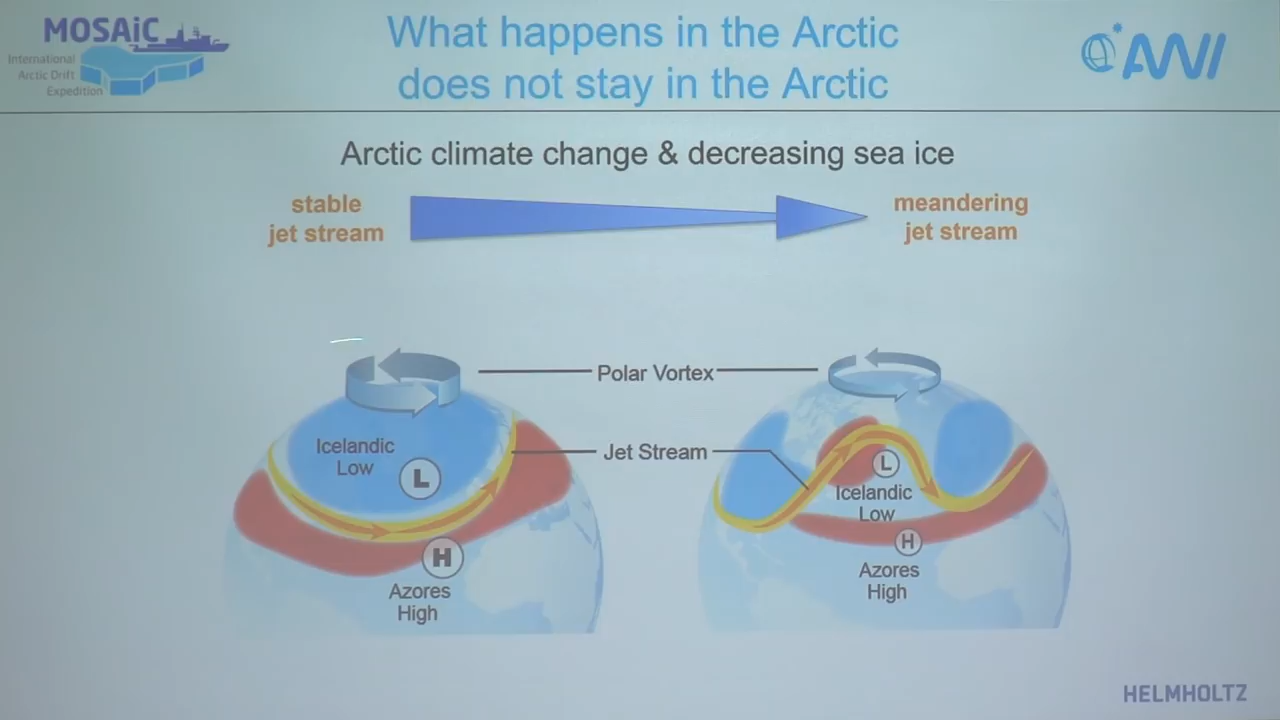 MOSAiC
International
Arctic Drift
Expedition
What happens in the Arctic
does not stay in the Arctic
AWI
Arctic climate change & decreasing sea ice
stable
jet stream
meandering
jet stream
Polar Vortex
Jet Stream
Icelandic
Low
L
H
Azores
High
L
Icelandic
Low
H
Azores
High
HELMHOLTZ